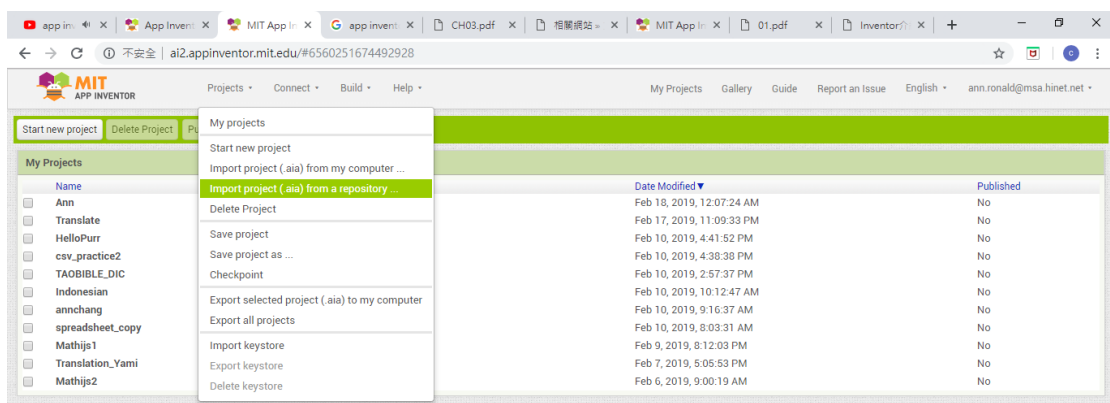 app inv App Invent MIT App In app invent CH03.pdf 相關網站 » MIT App In 01.pdf Inventor介
不安全 | ai2.appinventor.mit.edu/#6560251674492928
MIT APP INVENTOR
Projects Connect Build Help My Projects Gallery Guide Report an Issue English ann.ronald@msa.hinet.net
Start new project Delete Project Pu
My Projects
Name Date Modified Published
Ann Feb 18, 2019, 12:07:24 AM No
Translate Feb 17, 2019, 11:09:33 PM No
HelloPurr Feb 10, 2019, 4:41:52 PM No
csv_practice2 Feb 10, 2019, 4:38:38 PM No
TAOBIBLE_DIC Feb 10, 2019, 2:57:37 PM No
Indonesian Feb 10, 2019, 10:12:47 AM No
annchang Feb 10, 2019, 9:16:37 AM No
spreadsheet_copy Feb 10, 2019, 8:03:31 AM No
Mathijs1 Feb 9, 2019, 8:12:03 PM No
Translation_Yami Feb 7, 2019, 5:05:53 PM No
Mathijs2 Feb 6, 2019, 9:00:19 AM No
My projects
Start new project
Import project (.aia) from my computer ...
Import project (.aia) from a repository ...
Delete Project
Save project
Save project as ...
Checkpoint
Export selected project (.aia) to my computer
Export all projects
Import keystore
Export keystore
Delete keystore